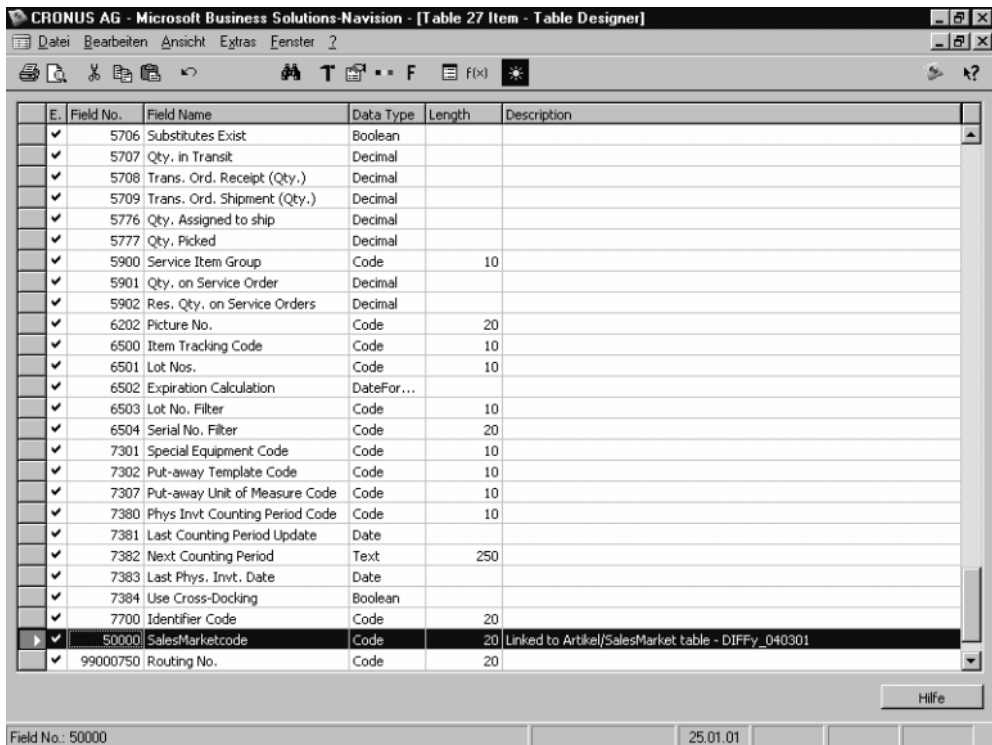 CRONUS AG - Microsoft Business Solutions-Navision - [Table 27 Item - Table Designer]
Datei Bearbeiten Ansicht Extras Fenster ?
F f(x)
E. Field No. Field Name Data Type Length Description
5706 Substitutes Exist Boolean
5707 Qty. in Transit Decimal
5708 Trans. Ord. Receipt (Qty.) Decimal
5709 Trans. Ord. Shipment (Qty.) Decimal
5776 Qty. Assigned to ship Decimal
5777 Qty. Picked Decimal
5900 Service Item Group Code 10
5901 Qty. on Service Order Decimal
5902 Res. Qty. on Service Orders Decimal
6202 Picture No. Code 20
6500 Item Tracking Code Code 10
6501 Lot Nos. Code 10
6502 Expiration Calculation DateFor...
6503 Lot No. Filter Code 10
6504 Serial No. Filter Code 20
7301 Special Equipment Code Code 10
7302 Put-away Template Code Code 10
7307 Put-away Unit of Measure Code Code 10
7380 Phys Invt Counting Period Code Code 10
7381 Last Counting Period Update Date
7382 Next Counting Period Text 250
7383 Last Phys. Invt. Date Date
7384 Use Cross-Docking Boolean
7700 Identifier Code Code 20
50000 SalesMarketcode Code 20 Linked to Artikel/SalesMarket table - DIFFy_040301
99000750 Routing No. Code 20
Hilfe
Field No.: 50000 25.01.01